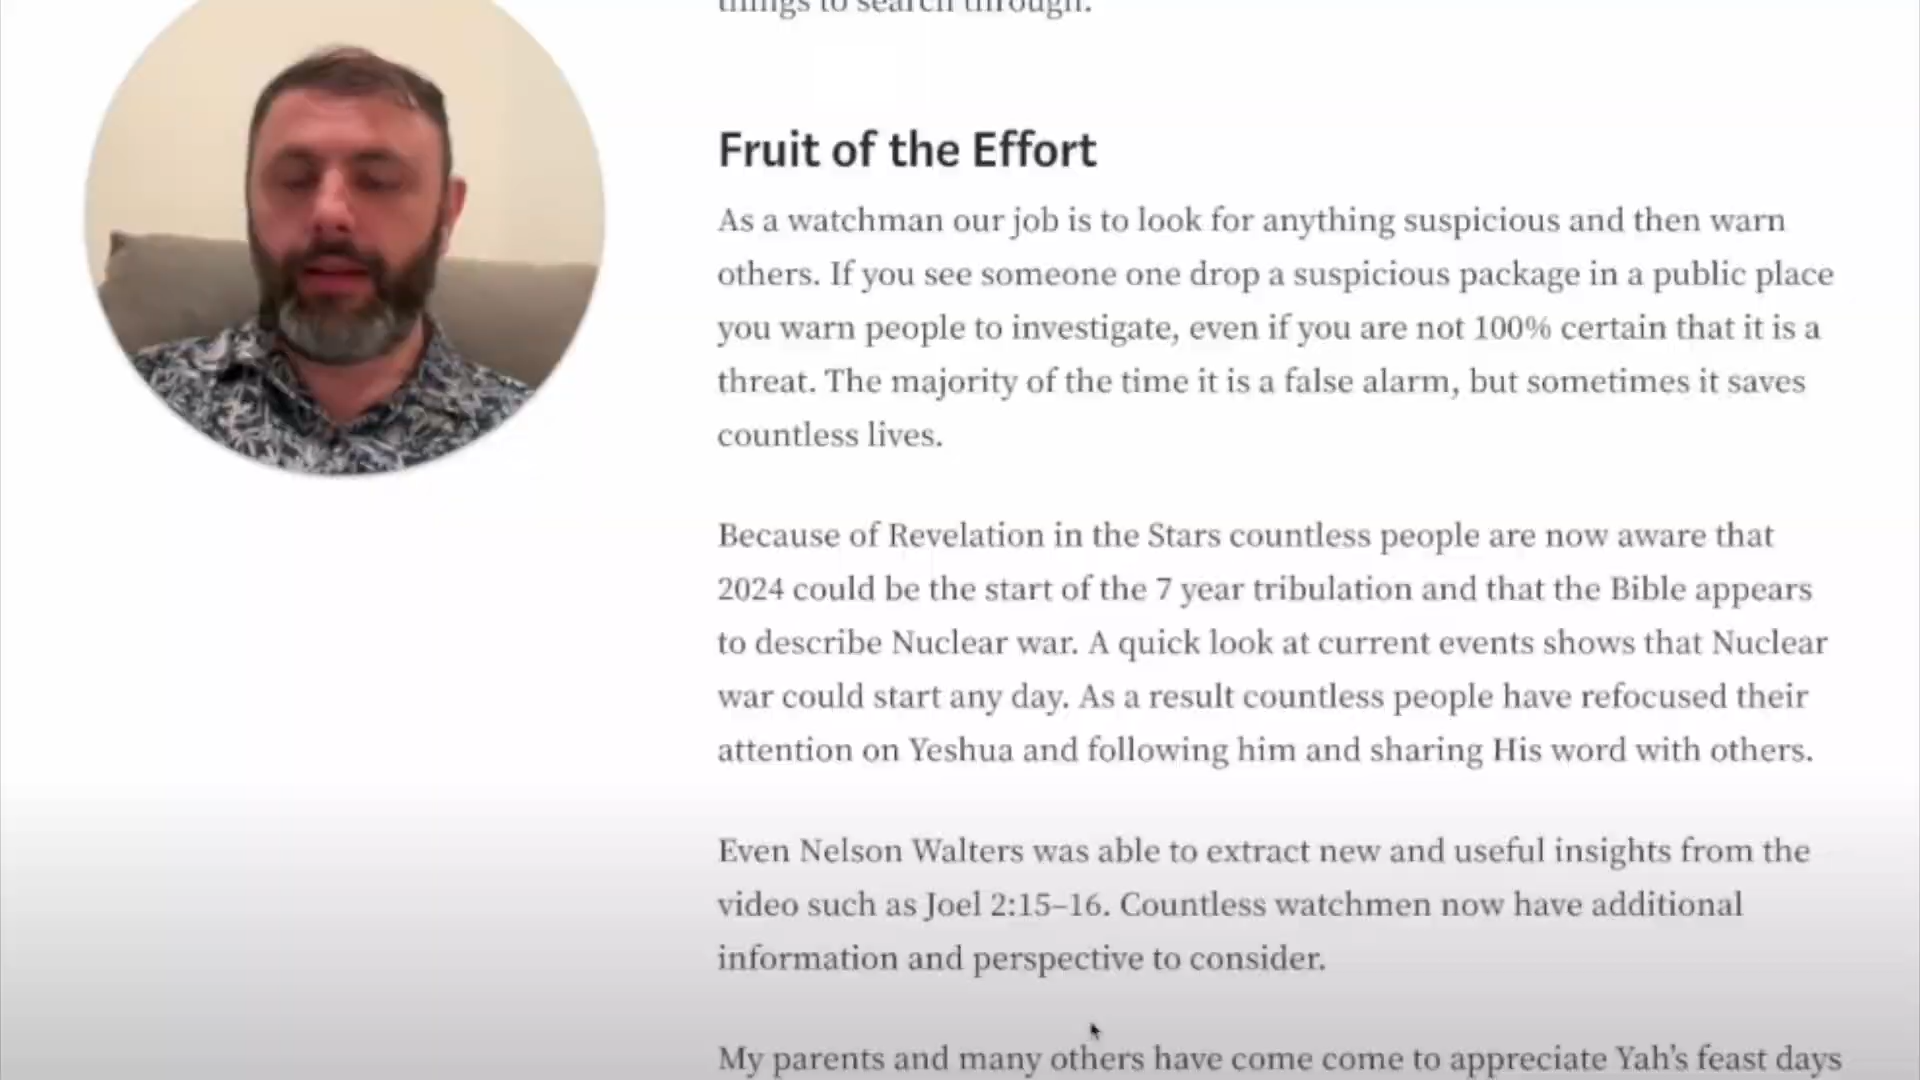 things to search through.
Fruit of the Effort
As a watchman our job is to look for anything suspicious and then warn
others. If you see someone one drop a suspicious package in a public place
you warn people to investigate, even if you are not 100% certain that it is a
threat. The majority of the time it is a false alarm, but sometimes it saves
countless lives.
Because of Revelation in the Stars countless people are now aware that
2024 could be the start of the 7 year tribulation and that the Bible appears
to describe Nuclear war. A quick look at current events shows that Nuclear
war could start any day. As a result countless people have refocused their
attention on Yeshua and following him and sharing His word with others.
Even Nelson Walters was able to extract new and useful insights from the
video such as Joel 2:15–16. Countless watchmen now have additional
information and perspective to consider.
My parents and many others have come come to appreciate Yah’s feast days